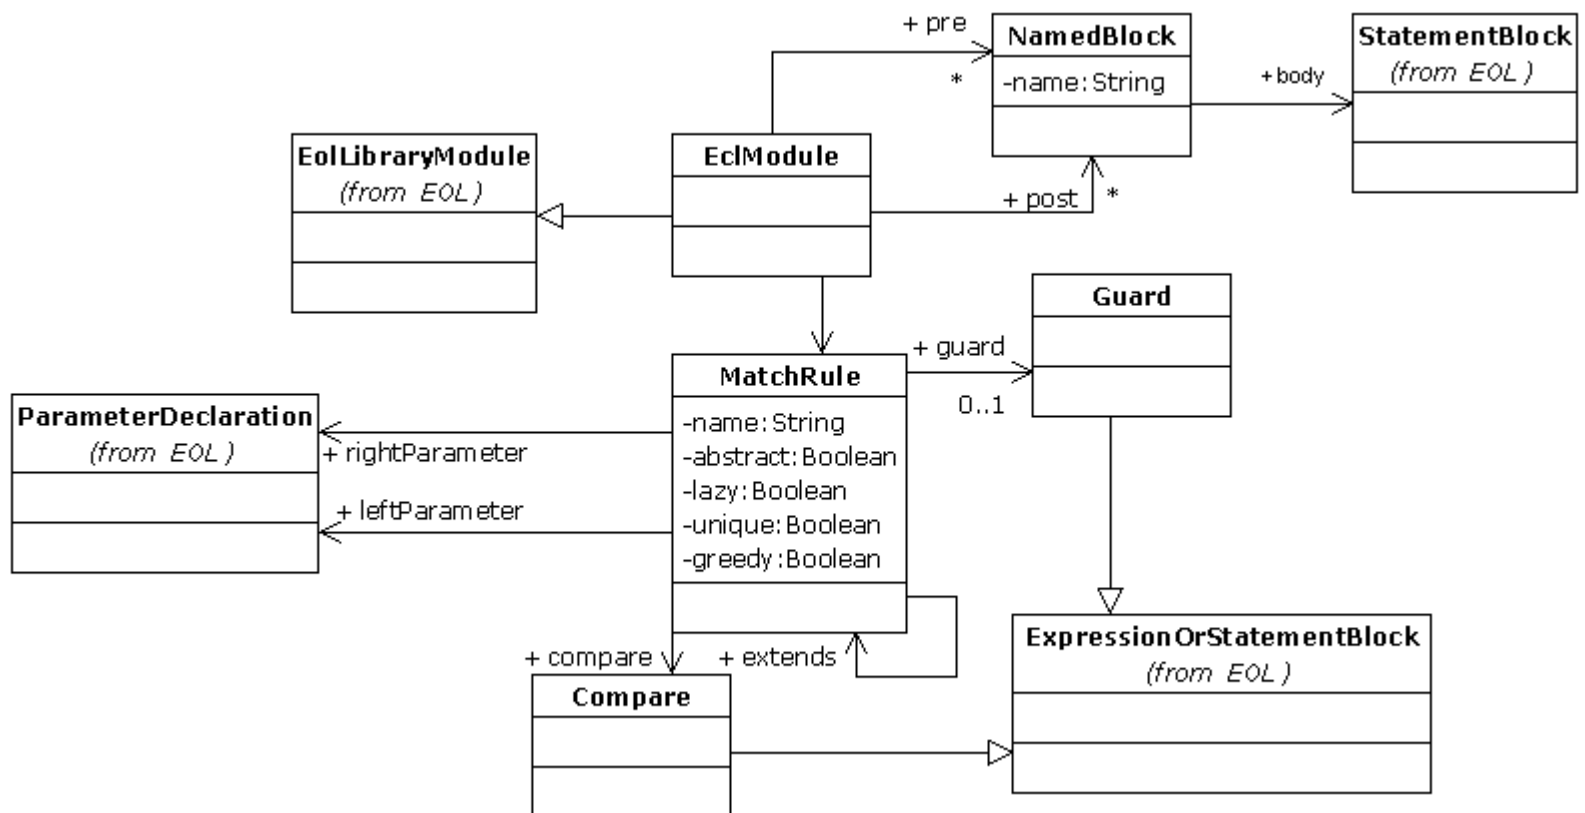 + pre
*
NamedBlock
-name:String
StatementBlock
(from EOL)
+body
EolLibraryModule
(from EOL)
EclModule
+ post
*
Guard
+ guard
0..1
MatchRule
-name:String
-abstract:Boolean
-lazy:Boolean
-unique:Boolean
-greedy:Boolean
ParameterDeclaration
(from EOL)
+ rightParameter
+ leftParameter
+ compare
+ extends
Compare
ExpressionOrStatementBlock
(from EOL)